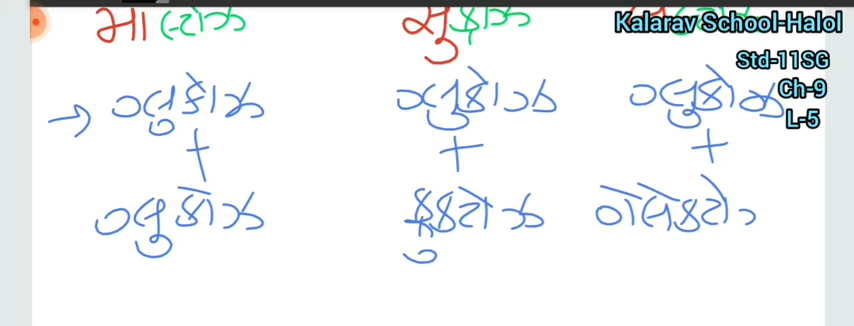 માલ્ટોઝ
Kalarav School-Halol
Std-11SG
Ch-9
L-5
→ ગ્લુકોઝ ગ્લુકોઝ ગ્લુકોઝ
+ + +
ગ્લુકોઝ ફ્રુક્ટોઝ ગેલેક્ટોઝ